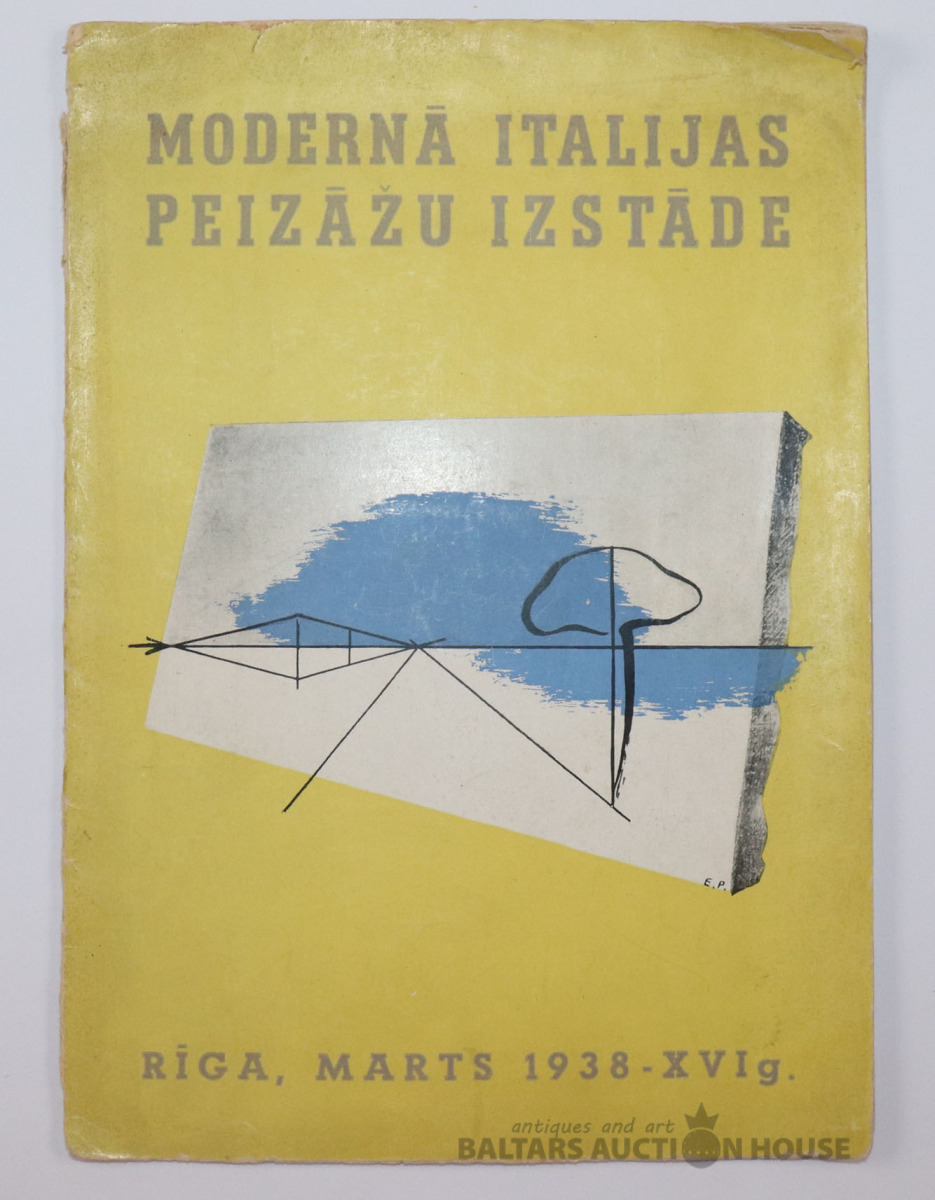 MODERNĀ ITALIJAS
PEIZĀŽU IZSTĀDE
E.P.
RĪGA, MARTS 1938-XVIg.
antiques and art
BALTARS AUCTION HOUSE